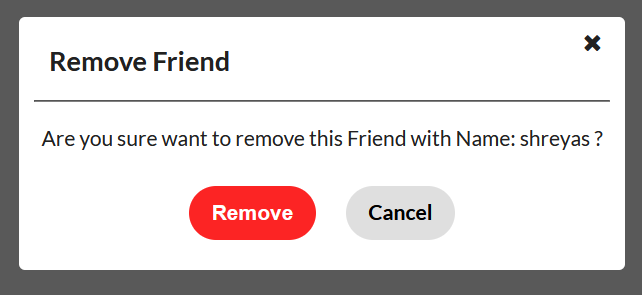 Remove Friend
Are you sure want to remove this Friend with Name: shreyas ?
Remove
Cancel